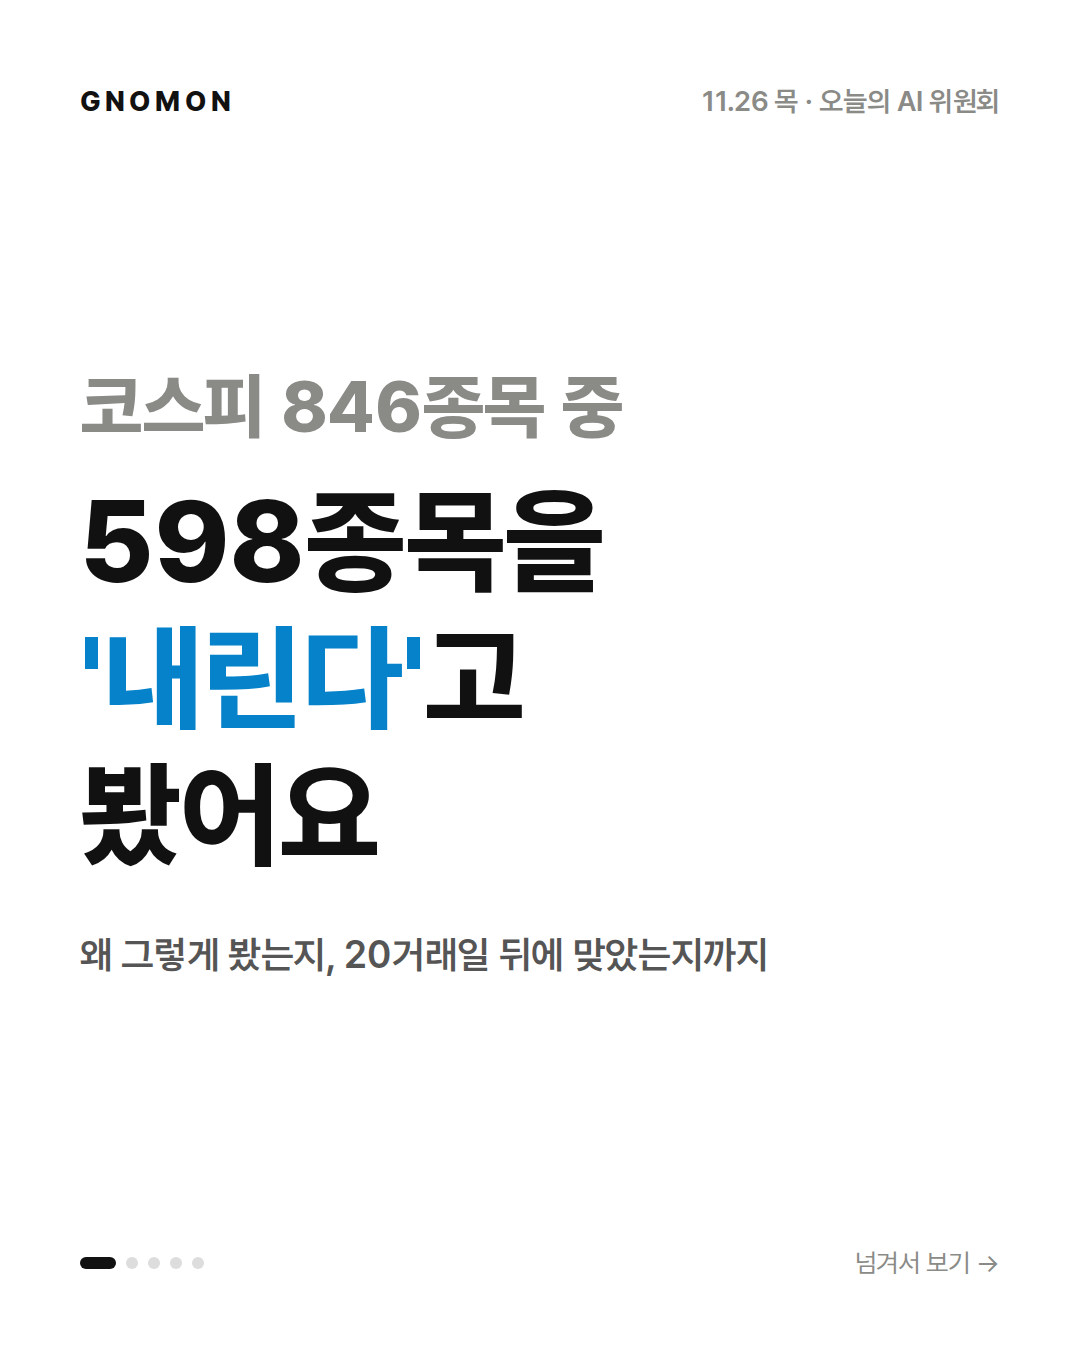 GNOMON
11.26 목 · 오늘의 AI 위원회
코스피 846종목 중
598종목을
'내린다'고
봤어요
왜 그렇게 봤는지, 20거래일 뒤에 맞았는지까지
넘겨서 보기 →